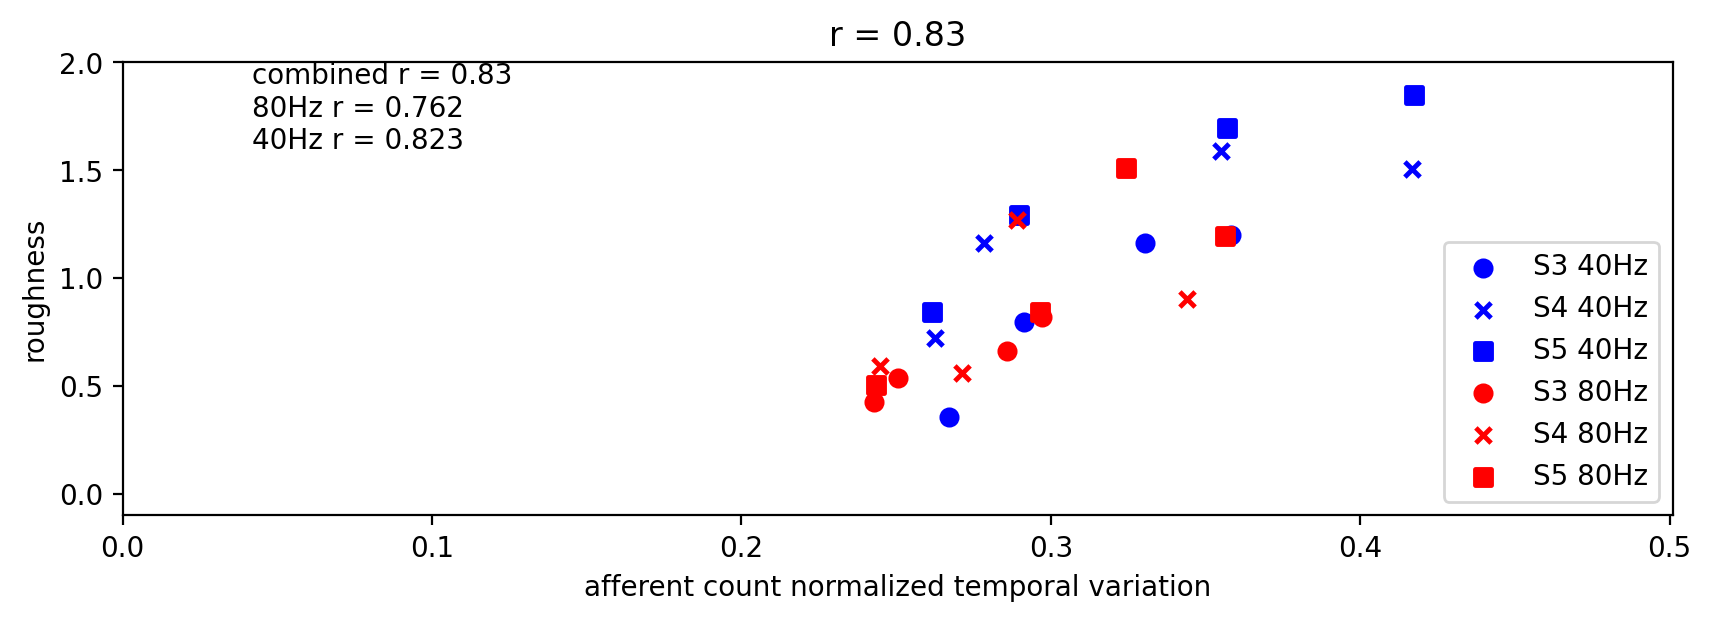 r = 0.83
combined r = 0.83
80Hz r = 0.762
40Hz r = 0.823
2.0
1.5
1.0
0.5
0.0
roughness
S3 40Hz
S4 40Hz
S5 40Hz
S3 80Hz
S4 80Hz
S5 80Hz
0.0 0.1 0.2 0.3 0.4 0.5
afferent count normalized temporal variation